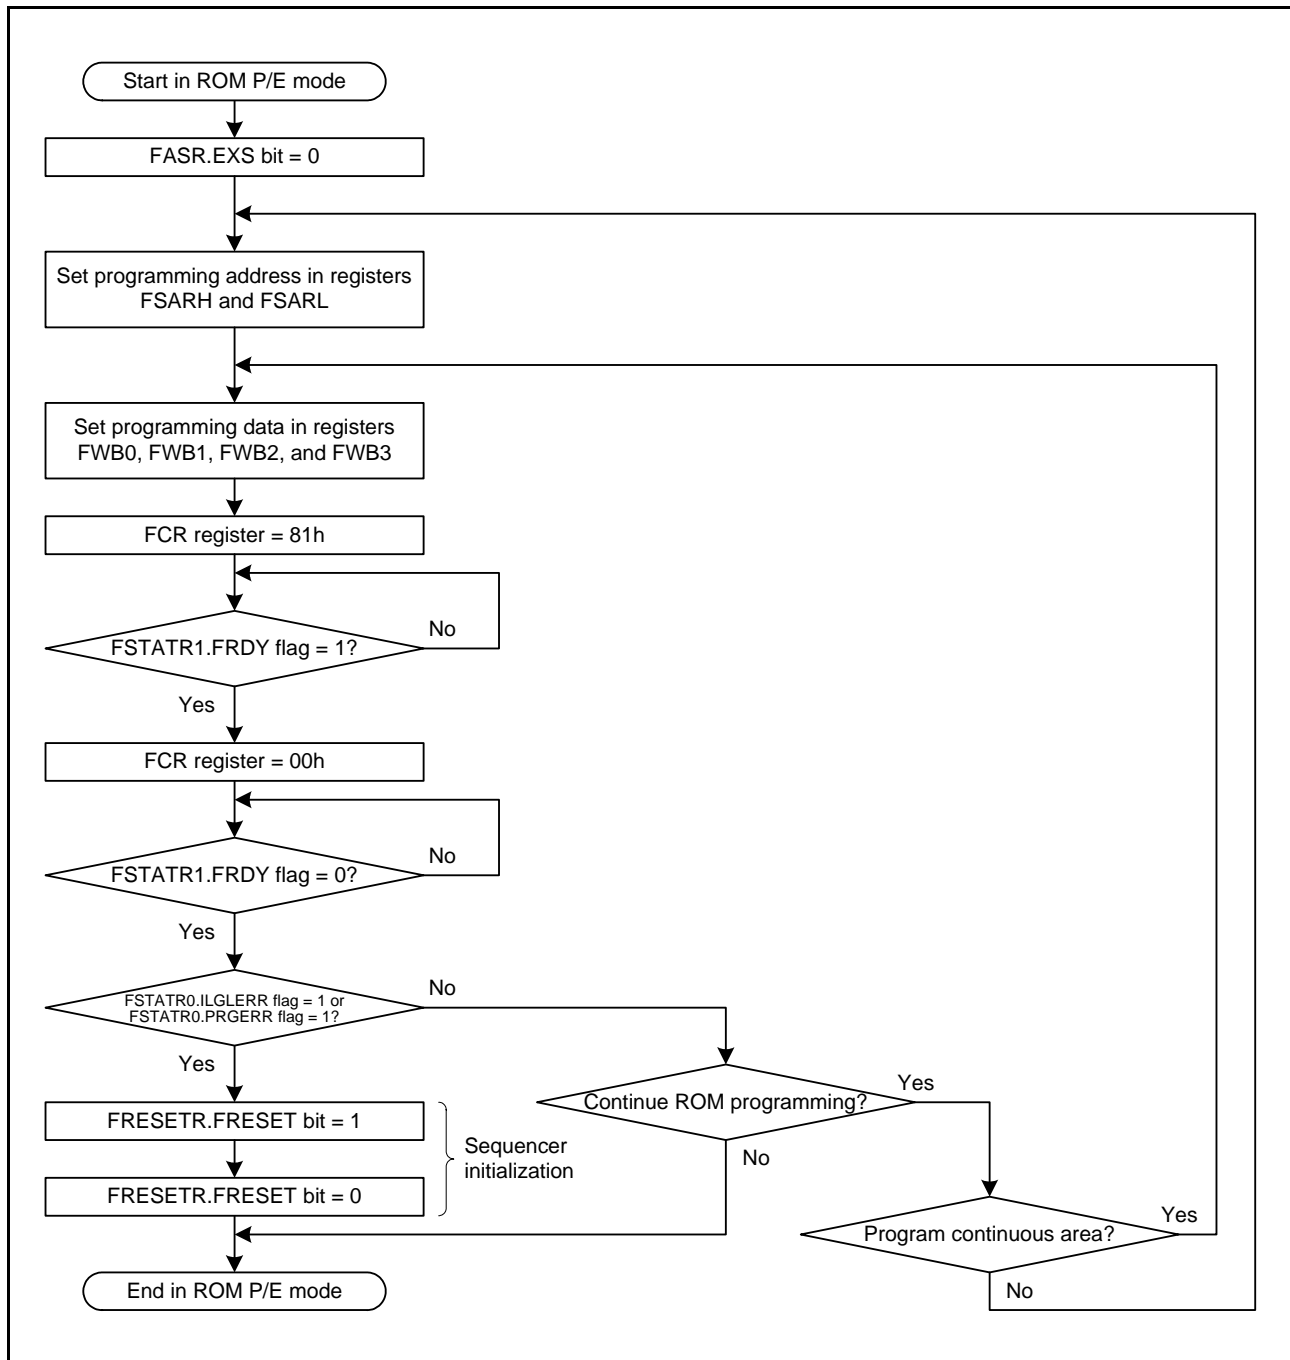 Start in ROM P/E mode
FASR.EXS bit = 0
Set programming address in registers
FSARH and FSARL
Set programming data in registers
FWB0, FWB1, FWB2, and FWB3
FCR register = 81h
FSTATR1.FRDY flag = 1?
No
Yes
FCR register = 00h
FSTATR1.FRDY flag = 0?
No
Yes
FSTATR0.ILGLERR flag = 1 or
FSTATR0.PRGERR flag = 1?
No
Yes
Continue ROM programming?
Yes
No
FRESETR.FRESET bit = 1
FRESETR.FRESET bit = 0
Sequencer
initialization
Program continuous area?
Yes
No
End in ROM P/E mode